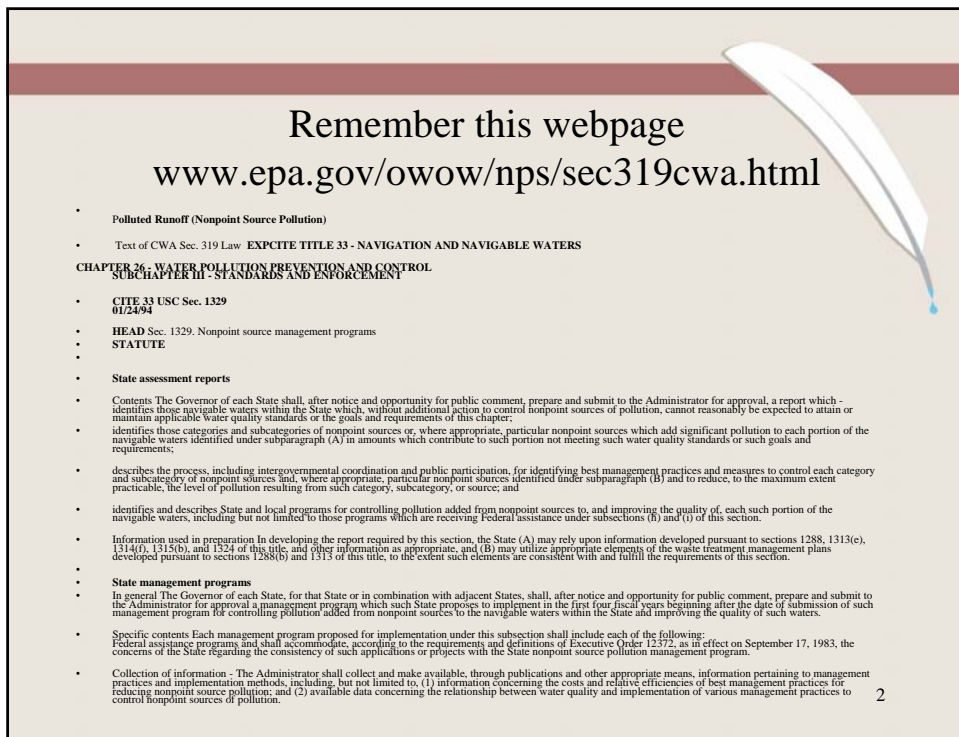 Remember this webpage
www.epa.gov/owow/nps/sec319cwa.html
• Polluted Runoff (Nonpoint Source Pollution)
• Text of CWA Sec. 319 Law EXPCITE TITLE 33 - NAVIGATION AND NAVIGABLE WATERS
CHAPTER 26 - WATER POLLUTION PREVENTION AND CONTROL
SUBCHAPTER III - STANDARDS AND ENFORCEMENT
• CITE 33 USC Sec. 1329
01/24/94
• HEAD Sec. 1329. Nonpoint source management programs
• STATUTE
•
• State assessment reports
• Contents The Governor of each State shall, after notice and opportunity for public comment, prepare and submit to the Administrator for approval, a report which -
identifies those navigable waters within the State which, without additional action to control nonpoint sources of pollution, cannot reasonably be expected to attain or
maintain applicable water quality standards or the goals and requirements of this chapter;
• identifies those categories and subcategories of nonpoint sources or, where appropriate, particular nonpoint sources which add significant pollution to each portion of the
navigable waters identified under subparagraph (A) in amounts which contribute to such portion not meeting such water quality standards or such goals and
requirements;
• describes the process, including intergovernmental coordination and public participation, for identifying best management practices and measures to control each category
and subcategory of nonpoint sources and, where appropriate, particular nonpoint sources identified under subparagraph (B) and to reduce, to the maximum extent
practicable, the level of pollution resulting from such category, subcategory, or source; and
• identifies and describes State and local programs for controlling pollution added from nonpoint sources to, and improving the quality of, each such portion of the
navigable waters, including but not limited to those programs which are receiving Federal assistance under subsections (h) and (i) of this section.
• Information used in preparation In developing the report required by this section, the State (A) may rely upon information developed pursuant to sections 1288, 1313(e),
1314(f), 1315(b), and 1324 of this title, and other information as appropriate, and (B) may utilize appropriate elements of the waste treatment management plans
developed pursuant to sections 1288(b) and 1313 of this title, to the extent such elements are consistent with and fulfill the requirements of this section.
•
• State management programs
• In general The Governor of each State, for that State or in combination with adjacent States, shall, after notice and opportunity for public comment, prepare and submit to
the Administrator for approval a management program which such State proposes to implement in the first four fiscal years beginning after the date of submission of such
management program for controlling pollution added from nonpoint sources to the navigable waters within the State and improving the quality of such waters.
• Specific contents Each management program proposed for implementation under this subsection shall include each of the following:
Federal assistance programs and shall accommodate, according to the requirements and definitions of Executive Order 12372, as in effect on September 17, 1983, the
concerns of the State regarding the consistency of such applications or projects with the State nonpoint source pollution management program.
• Collection of information - The Administrator shall collect and make available, through publications and other appropriate means, information pertaining to management
practices and implementation methods, including, but not limited to, (1) information concerning the costs and relative efficiencies of best management practices for
reducing nonpoint source pollution; and (2) available data concerning the relationship between water quality and implementation of various management practices to
control nonpoint sources of pollution.
2